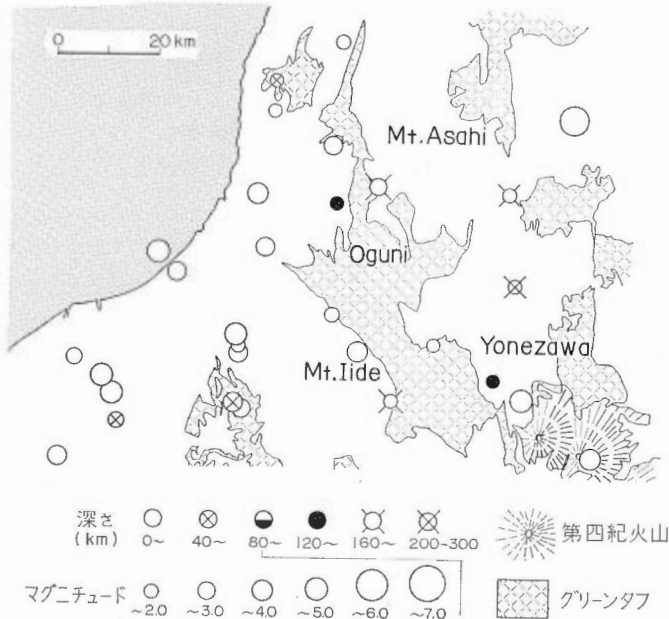 0 20 km
Mt. Asahi
Oguni
Yonezawa
Mt. Iide
深さ
(km) 0~ 40~ 80~ 120~ 160~ 200~300
第四紀火山
マグニチュード ~2.0 ~3.0 ~4.0 ~5.0 ~6.0 ~7.0
グリーンタフ